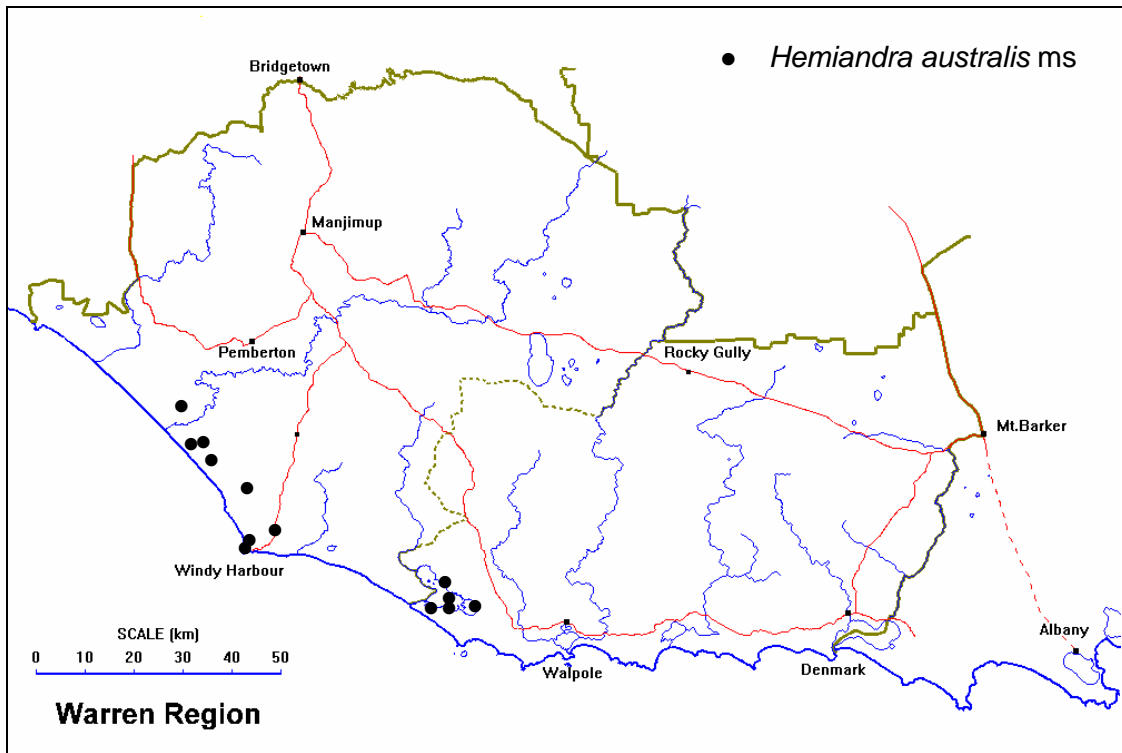 Hemiandra australis ms
Bridgetown
Manjimup
Pemberton
Rocky Gully
Mt.Barker
Windy Harbour
SCALE (km)
0 10 20 30 40 50
Walpole
Denmark
Albany
Warren Region